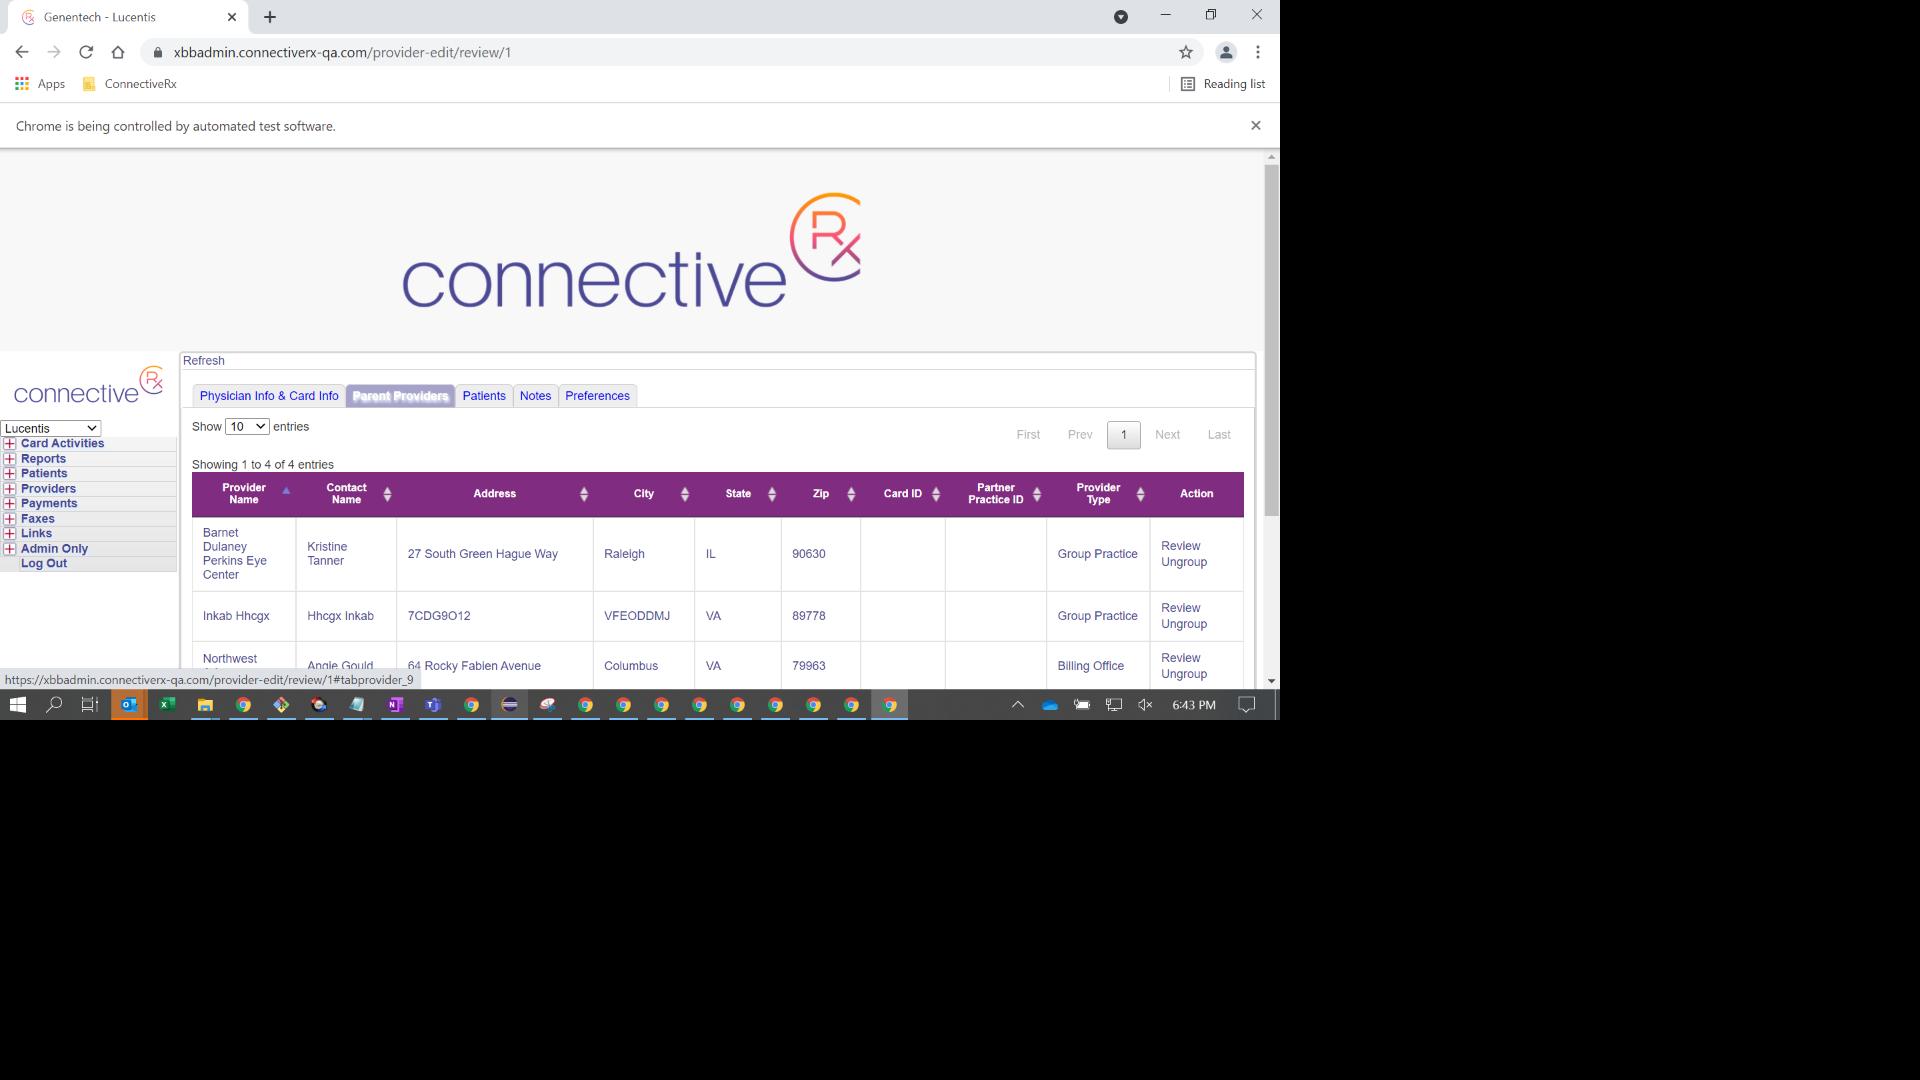 Genentech - Lucentis
xbbadmin.connectiverx-qa.com/provider-edit/review/1
Apps ConnectiveRx Reading list
Chrome is being controlled by automated test software.
connective Rx
connective Rx
Refresh
Physician Info & Card Info Parent Providers Patients Notes Preferences
Lucentis
Card Activities
Reports
Patients
Providers
Payments
Faxes
Links
Admin Only
Log Out
Show 10 entries
First Prev 1 Next Last
Showing 1 to 4 of 4 entries
Provider Name Contact Name Address City State Zip Card ID Partner Practice ID Provider Type Action
Barnet Dulaney Perkins Eye Center Kristine Tanner 27 South Green Hague Way Raleigh IL 90630 Group Practice Review Ungroup
Inkab Hhcgx Hhcgx Inkab 7CDG9O12 VFEODDMJ VA 89778 Group Practice Review Ungroup
Northwest Angie Gould 64 Rocky Fabien Avenue Columbus VA 79963 Billing Office Review Ungroup
https://xbbadmin.connectiverx-qa.com/provider-edit/review/1#tabprovider_9
6:43 PM